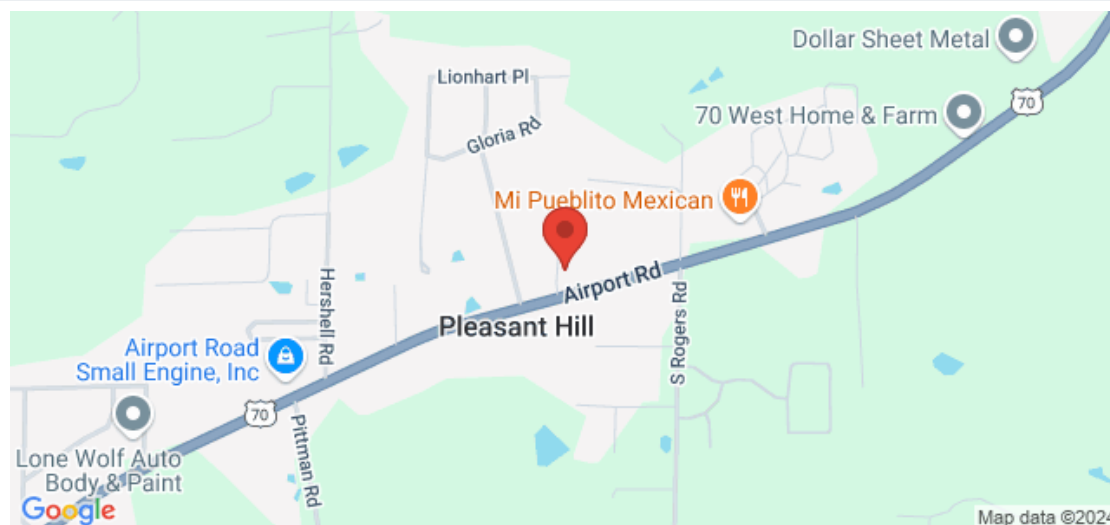 Dollar Sheet Metal
Lionhart Pl
70
70 West Home & Farm
Gloria Rd
Mi Pueblito Mexican
Airport Rd
Hershell Rd
Pleasant Hill
S Rogers Rd
Airport Road
Small Engine, Inc
70
Pittman Rd
Lone Wolf Auto
Body & Paint
Google
Map data ©2024